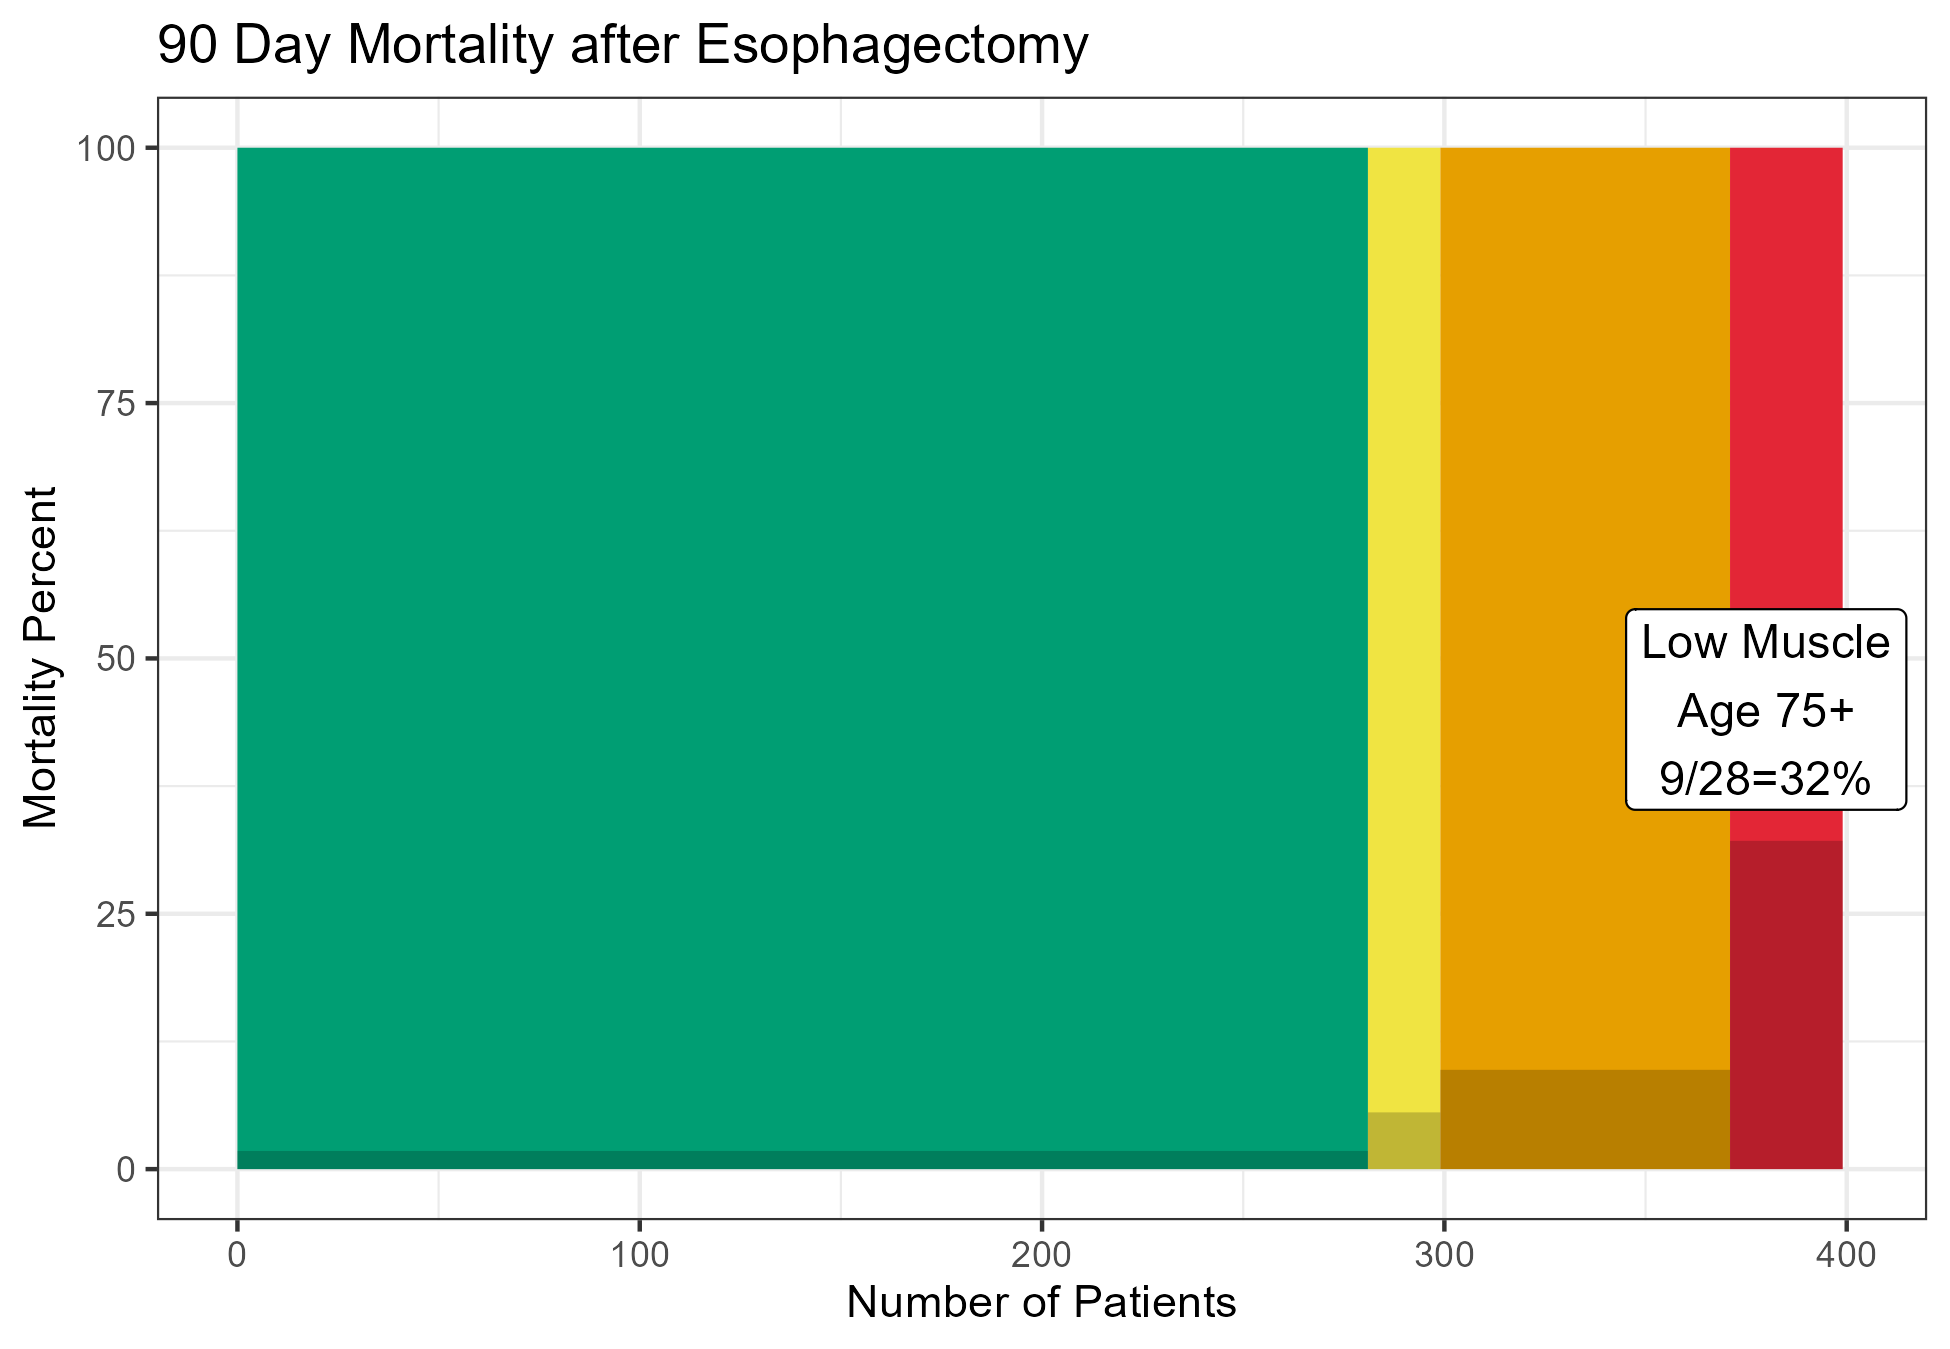 90 Day Mortality after Esophagectomy
Mortality Percent
100
75
50
25
0
Low Muscle
Age 75+
9/28=32%
0 100 200 300 400
Number of Patients